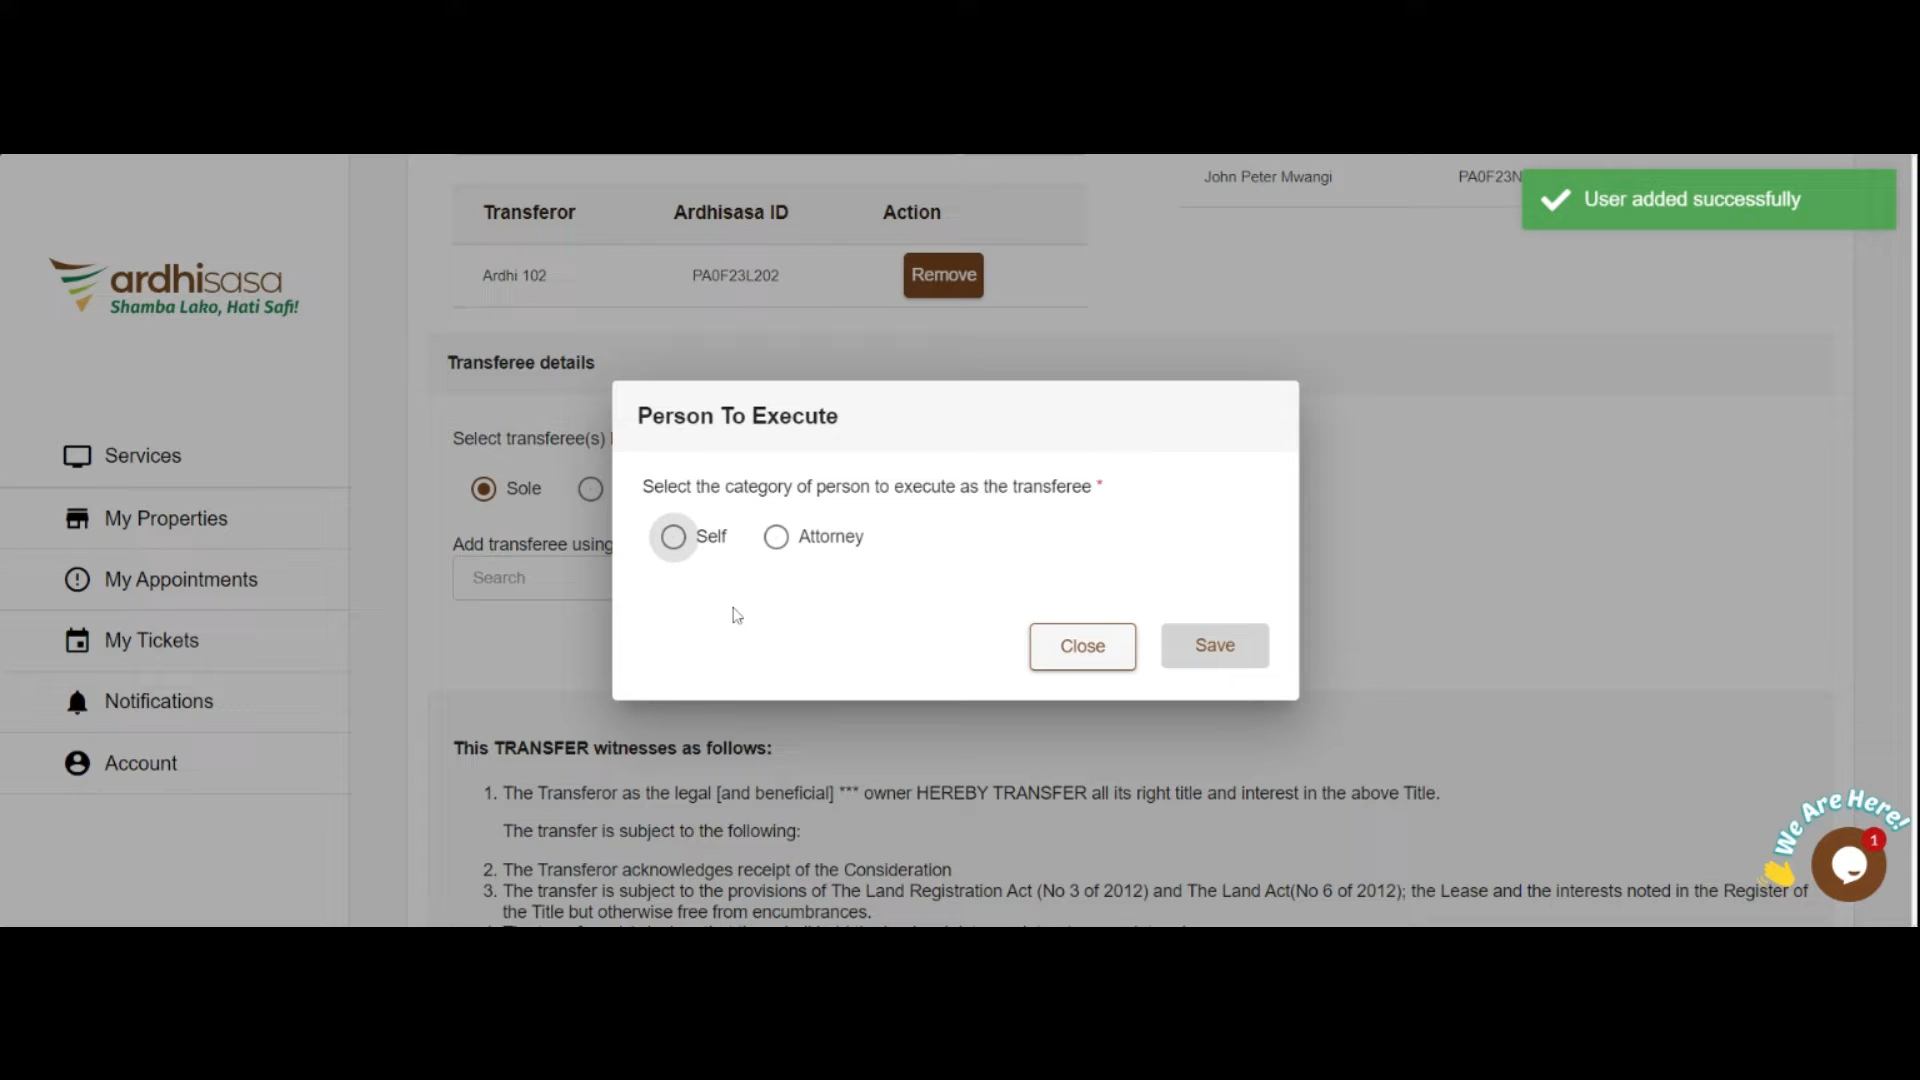 John Peter Mwangi PA0F23N
User added successfully
Transferor Ardhisasa ID Action
Ardhi 102 PA0F23L202 Remove
ardhisasa
Shamba Lako, Hati Safi!
Transferee details
Person To Execute
Select transferee(s)
Select the category of person to execute as the transferee *
Sole
Self Attorney
Add transferee using
Search
Close Save
Services
My Properties
My Appointments
My Tickets
Notifications
Account
This TRANSFER witnesses as follows:
1. The Transferor as the legal [and beneficial] *** owner HEREBY TRANSFER all its right title and interest in the above Title.
The transfer is subject to the following:
2. The Transferor acknowledges receipt of the Consideration
3. The transfer is subject to the provisions of The Land Registration Act (No 3 of 2012) and The Land Act(No 6 of 2012); the Lease and the interests noted in the Register of
the Title but otherwise free from encumbrances.
We Are Here!
1